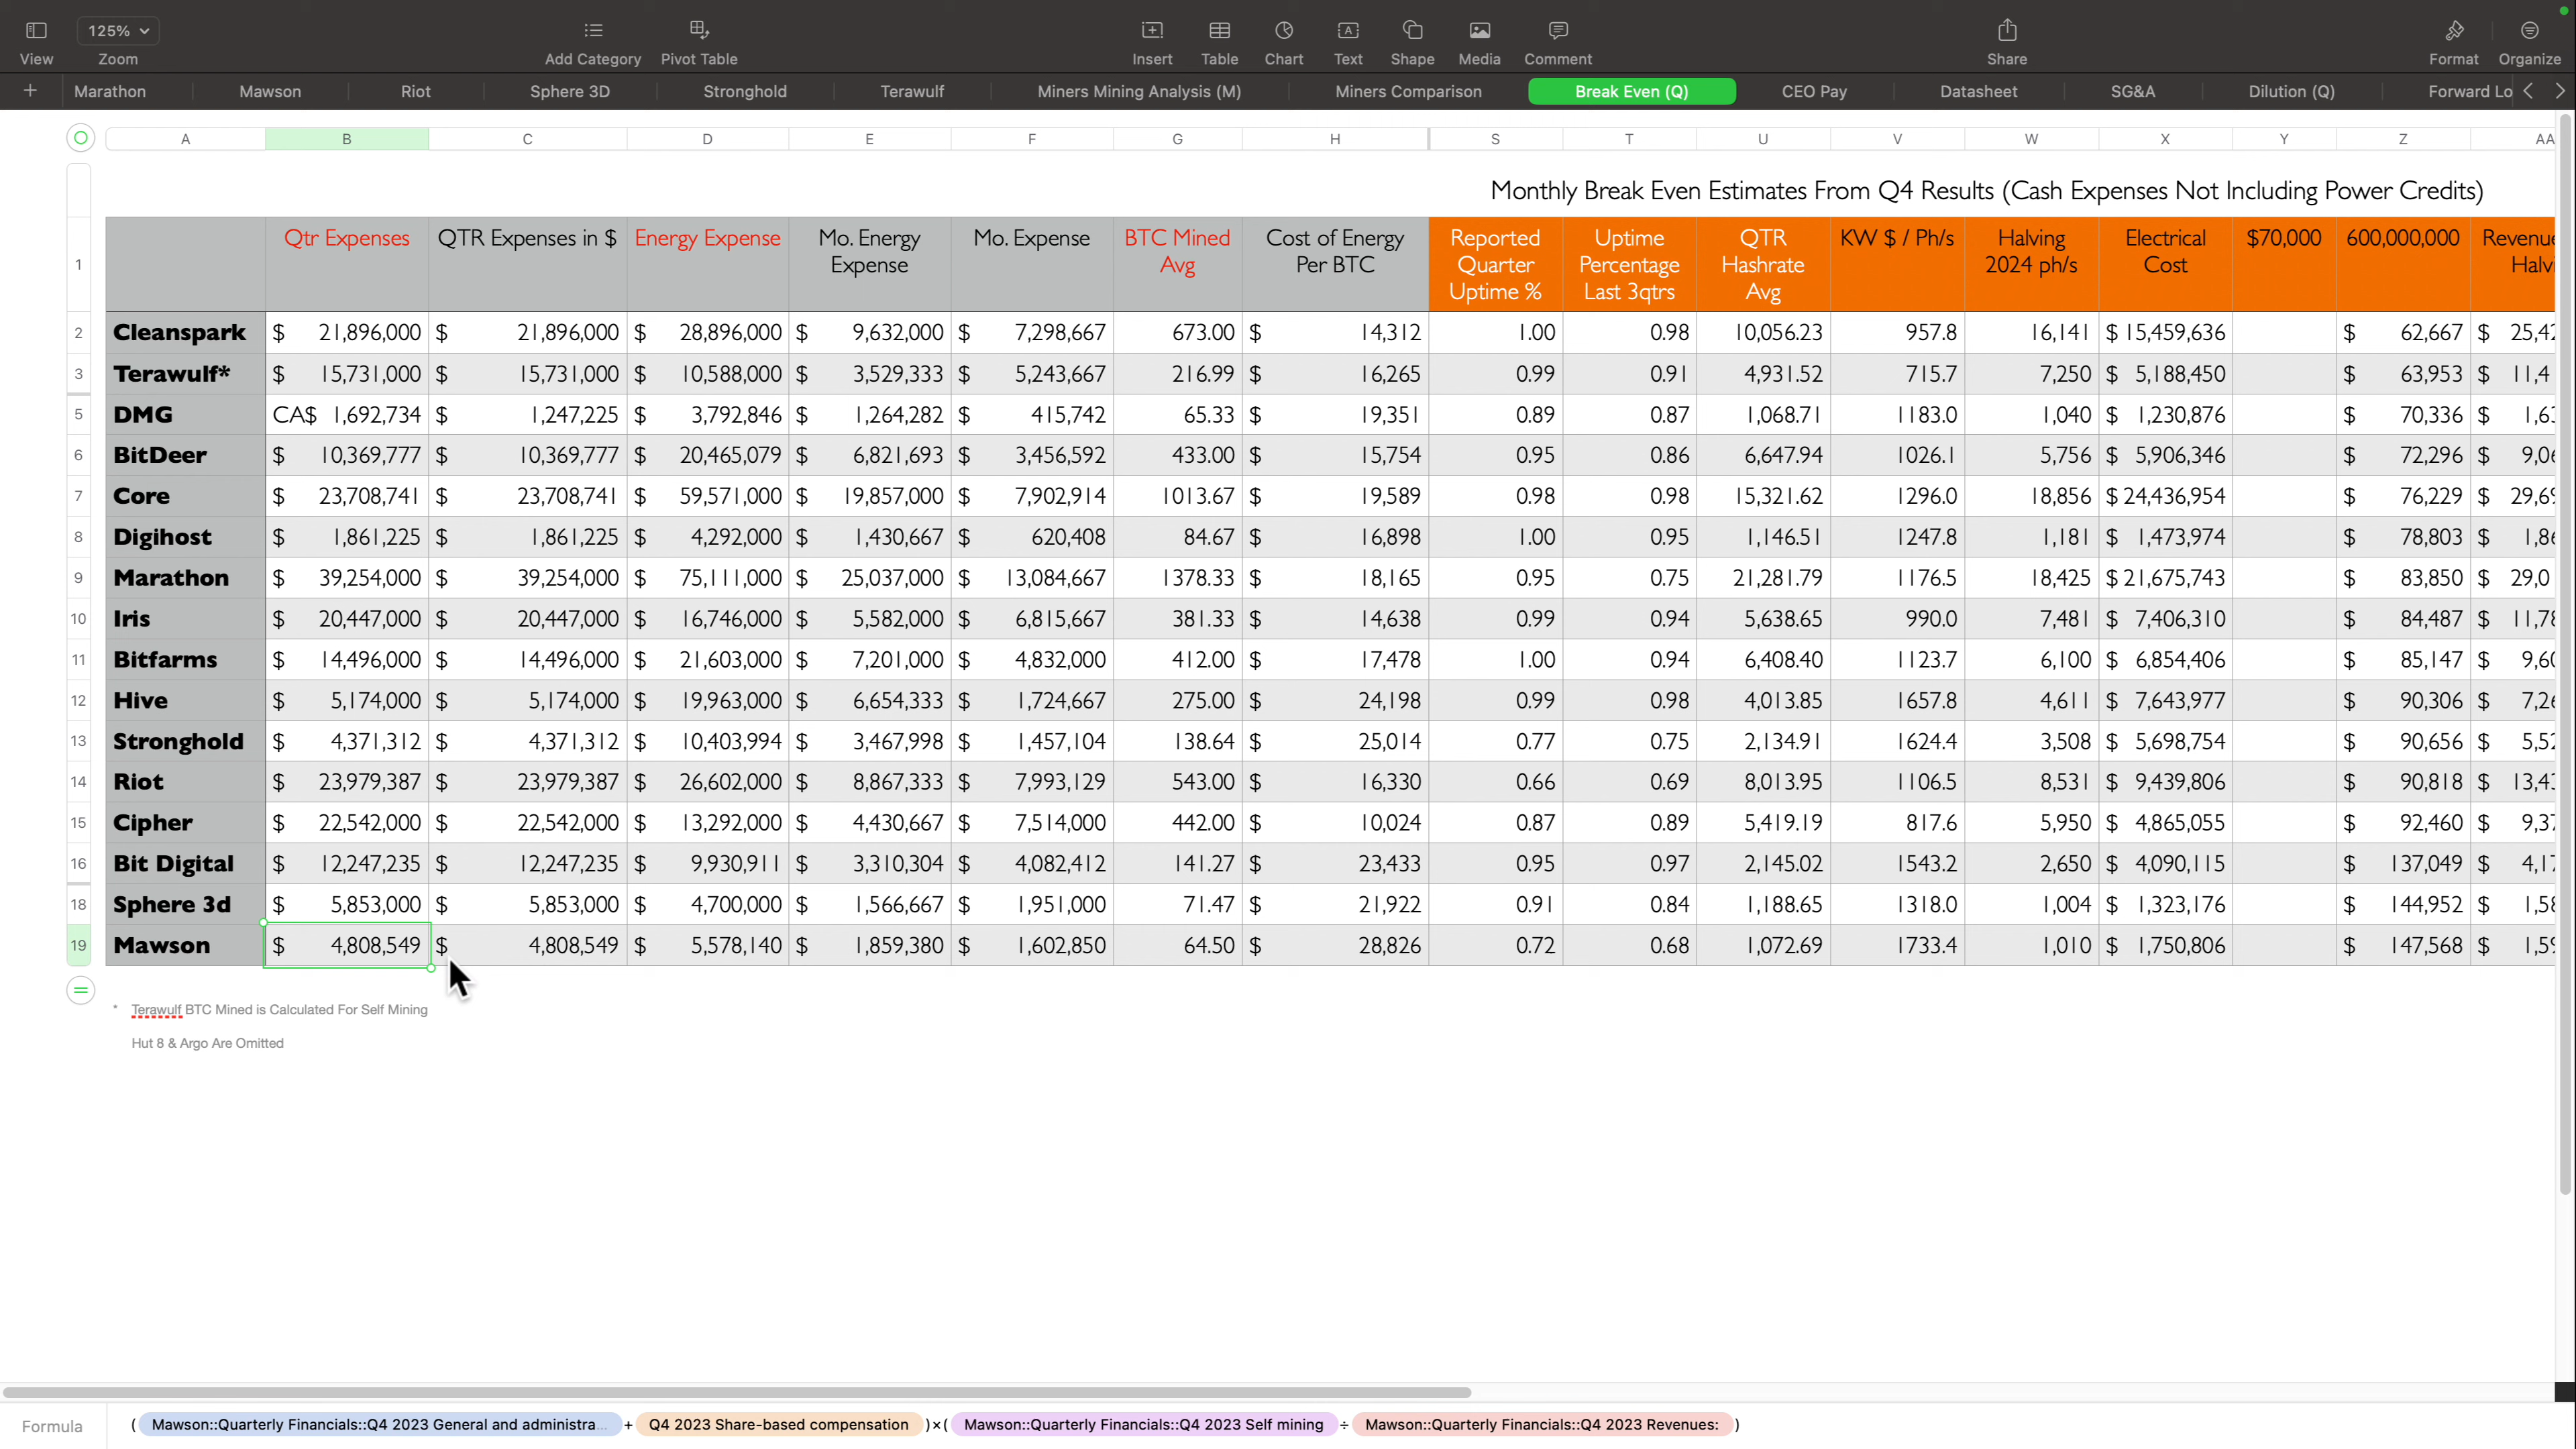 125%
View Zoom Add Category Pivot Table Insert Table Chart Text Shape Media Comment Share Format Organize
+ Marathon Mawson Riot Sphere 3D Stronghold Terawulf Miners Mining Analysis (M) Miners Comparison Break Even (Q) CEO Pay Datasheet SG&A Dilution (Q) Forward Lo
A B C D E F G H S T U V W X Y Z AA
Monthly Break Even Estimates From Q4 Results (Cash Expenses Not Including Power Credits)
1 Qtr Expenses QTR Expenses in $ Energy Expense Mo. Energy Expense Mo. Expense BTC Mined Avg Cost of Energy Per BTC Reported Quarter Uptime % Uptime Percentage Last 3qtrs QTR Hashrate Avg KW $ / Ph/s Halving 2024 ph/s Electrical Cost $70,000 600,000,000 Revenue Halvi
2 Cleanspark $ 21,896,000 $ 21,896,000 $ 28,896,000 $ 9,632,000 $ 7,298,667 673.00 $ 14,312 1.00 0.98 10,056.23 957.8 16,141 $ 15,459,636 $ 62,667 $ 25,42
3 Terawulf* $ 15,731,000 $ 15,731,000 $ 10,588,000 $ 3,529,333 $ 5,243,667 216.99 $ 16,265 0.99 0.91 4,931.52 715.7 7,250 $ 5,188,450 $ 63,953 $ 11,4
5 DMG CA$ 1,692,734 $ 1,247,225 $ 3,792,846 $ 1,264,282 $ 415,742 65.33 $ 19,351 0.89 0.87 1,068.71 1183.0 1,040 $ 1,230,876 $ 70,336 $ 1,63
6 BitDeer $ 10,369,777 $ 10,369,777 $ 20,465,079 $ 6,821,693 $ 3,456,592 433.00 $ 15,754 0.95 0.86 6,647.94 1026.1 5,756 $ 5,906,346 $ 72,296 $ 9,06
7 Core $ 23,708,741 $ 23,708,741 $ 59,571,000 $ 19,857,000 $ 7,902,914 1013.67 $ 19,589 0.98 0.98 15,321.62 1296.0 18,856 $ 24,436,954 $ 76,229 $ 29,69
8 Digihost $ 1,861,225 $ 1,861,225 $ 4,292,000 $ 1,430,667 $ 620,408 84.67 $ 16,898 1.00 0.95 1,146.51 1247.8 1,181 $ 1,473,974 $ 78,803 $ 1,86
9 Marathon $ 39,254,000 $ 39,254,000 $ 75,111,000 $ 25,037,000 $ 13,084,667 1378.33 $ 18,165 0.95 0.75 21,281.79 1176.5 18,425 $ 21,675,743 $ 83,850 $ 29,0
10 Iris $ 20,447,000 $ 20,447,000 $ 16,746,000 $ 5,582,000 $ 6,815,667 381.33 $ 14,638 0.99 0.94 5,638.65 990.0 7,481 $ 7,406,310 $ 84,487 $ 11,78
11 Bitfarms $ 14,496,000 $ 14,496,000 $ 21,603,000 $ 7,201,000 $ 4,832,000 412.00 $ 17,478 1.00 0.94 6,408.40 1123.7 6,100 $ 6,854,406 $ 85,147 $ 9,60
12 Hive $ 5,174,000 $ 5,174,000 $ 19,963,000 $ 6,654,333 $ 1,724,667 275.00 $ 24,198 0.99 0.98 4,013.85 1657.8 4,611 $ 7,643,977 $ 90,306 $ 7,26
13 Stronghold $ 4,371,312 $ 4,371,312 $ 10,403,994 $ 3,467,998 $ 1,457,104 138.64 $ 25,014 0.77 0.75 2,134.91 1624.4 3,508 $ 5,698,754 $ 90,656 $ 5,52
14 Riot $ 23,979,387 $ 23,979,387 $ 26,602,000 $ 8,867,333 $ 7,993,129 543.00 $ 16,330 0.66 0.69 8,013.95 1106.5 8,531 $ 9,439,806 $ 90,818 $ 13,43
15 Cipher $ 22,542,000 $ 22,542,000 $ 13,292,000 $ 4,430,667 $ 7,514,000 442.00 $ 10,024 0.87 0.89 5,419.19 817.6 5,950 $ 4,865,055 $ 92,460 $ 9,37
16 Bit Digital $ 12,247,235 $ 12,247,235 $ 9,930,911 $ 3,310,304 $ 4,082,412 141.27 $ 23,433 0.95 0.97 2,145.02 1543.2 2,650 $ 4,090,115 $ 137,049 $ 4,17
18 Sphere 3d $ 5,853,000 $ 5,853,000 $ 4,700,000 $ 1,566,667 $ 1,951,000 71.47 $ 21,922 0.91 0.84 1,188.65 1318.0 1,004 $ 1,323,176 $ 144,952 $ 1,58
19 Mawson $ 4,808,549 $ 4,808,549 $ 5,578,140 $ 1,859,380 $ 1,602,850 64.50 $ 28,826 0.72 0.68 1,072.69 1733.4 1,010 $ 1,750,806 $ 147,568 $ 1,59
* Terawulf BTC Mined is Calculated For Self Mining
Hut 8 & Argo Are Omitted
Formula ( Mawson::Quarterly Financials::Q4 2023 General and administra... + Q4 2023 Share-based compensation )×( Mawson::Quarterly Financials::Q4 2023 Self mining ÷ Mawson::Quarterly Financials::Q4 2023 Revenues: )